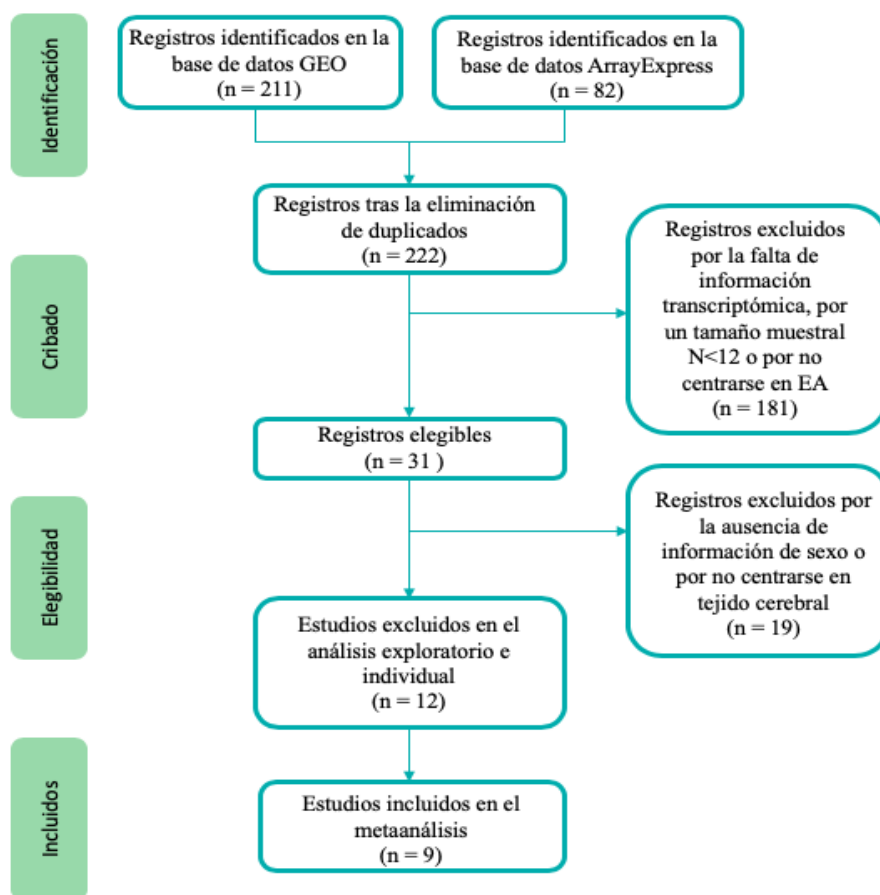 Identificación
Registros identificados en la
base de datos GEO
(n = 211)
Registros identificados en la
base de datos ArrayExpress
(n = 82)
Registros tras la eliminación
de duplicados
(n = 222)
Cribado
Registros excluidos
por la falta de
información
transcriptómica, por
un tamaño muestral
N<12 o por no
centrarse en EA
(n = 181)
Registros elegibles
(n = 31 )
Elegibilidad
Registros excluidos por
la ausencia de
información de sexo o
por no centrarse en
tejido cerebral
(n = 19)
Estudios excluidos en el
análisis exploratorio e
individual
(n = 12)
Incluidos
Estudios incluidos en el
metaanálisis
(n = 9)